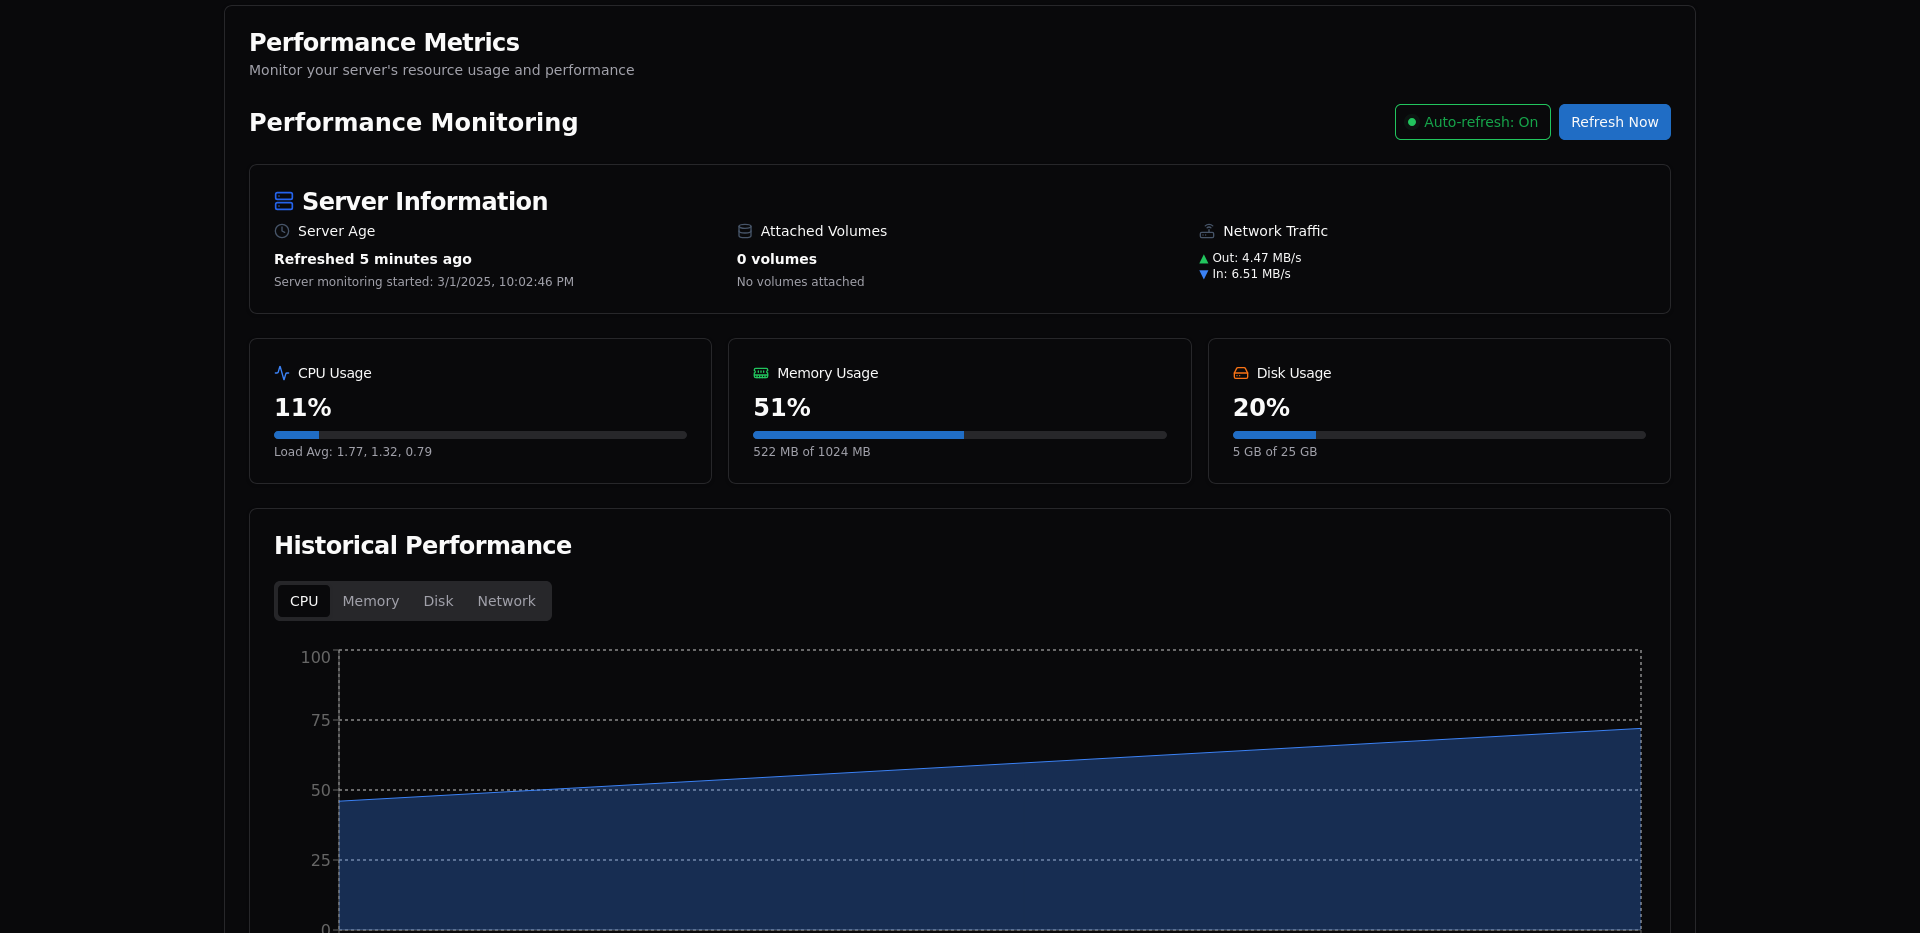 Performance Metrics
Monitor your server's resource usage and performance
Performance Monitoring
Auto-refresh: On
Refresh Now
Server Information
Server Age
Refreshed 5 minutes ago
Server monitoring started: 3/1/2025, 10:02:46 PM
Attached Volumes
0 volumes
No volumes attached
Network Traffic
▲ Out: 4.47 MB/s
▼ In: 6.51 MB/s
CPU Usage
11%
Load Avg: 1.77, 1.32, 0.79
Memory Usage
51%
522 MB of 1024 MB
Disk Usage
20%
5 GB of 25 GB
Historical Performance
CPU Memory Disk Network
100
75
50
25
0